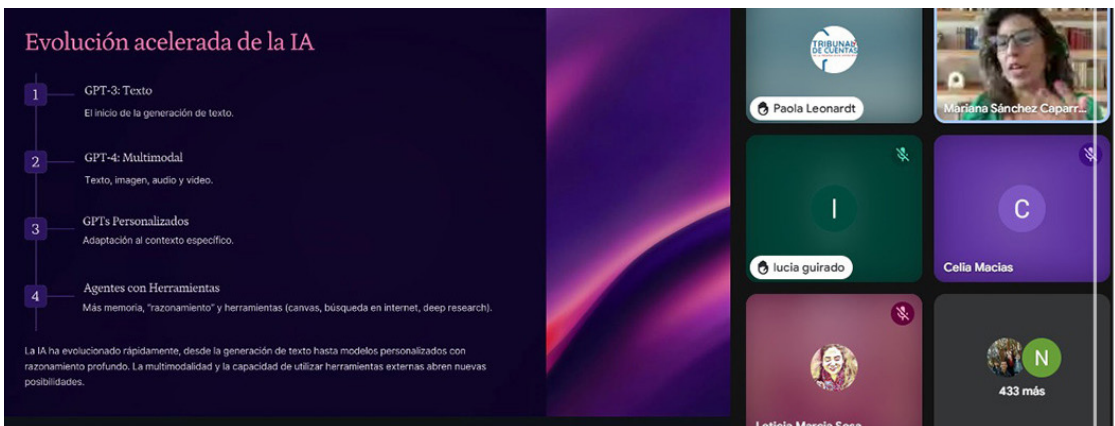 Evolución acelerada de la IA
1
GPT-3: Texto
El inicio de la generación de texto.
2
GPT-4: Multimodal
Texto, imagen, audio y video.
3
GPTs Personalizados
Adaptación al contexto específico.
4
Agentes con Herramientas
Más memoria, "razonamiento" y herramientas (canvas, búsqueda en internet, deep research).
La IA ha evolucionado rápidamente, desde la generación de texto hasta modelos personalizados con
razonamiento profundo. La multimodalidad y la capacidad de utilizar herramientas externas abren nuevas
posibilidades.
TRIBUNAL
DE CUENTAS
Paola Leonardt
Mariana Sánchez Caparr...
I
lucia guirado
C
Celia Macias
Leticia Marcia Sosa
N
433 más